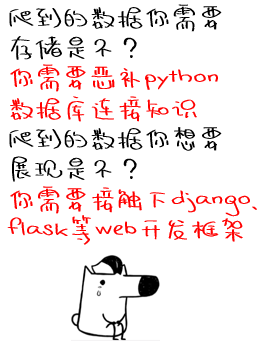 爬到的数据你需要
存储是不？
你需要恶补python
数据库连接知识
爬到的数据你想要
展现是不？
你需要接触下django、
flask等web开发框架